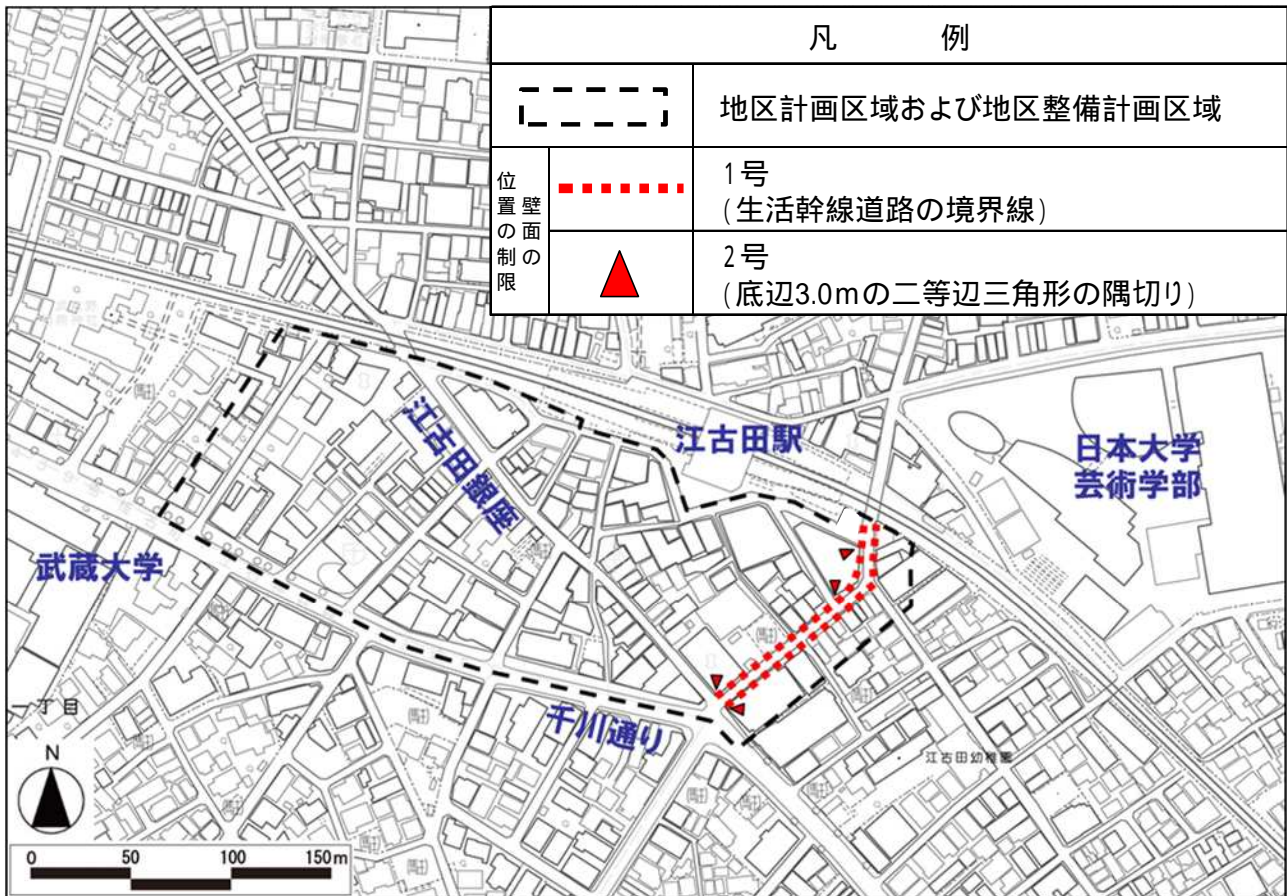 凡 例
地区計画区域および地区整備計画区域
壁面の
位置の制限
1号
(生活幹線道路の境界線)
2号
(底辺3.0mの二等辺三角形の隅切り)
江古田駅
江古田銀座
日本大学
芸術学部
武蔵大学
千川通り
一丁目
江古田幼稚園
N
0 50 100 150m